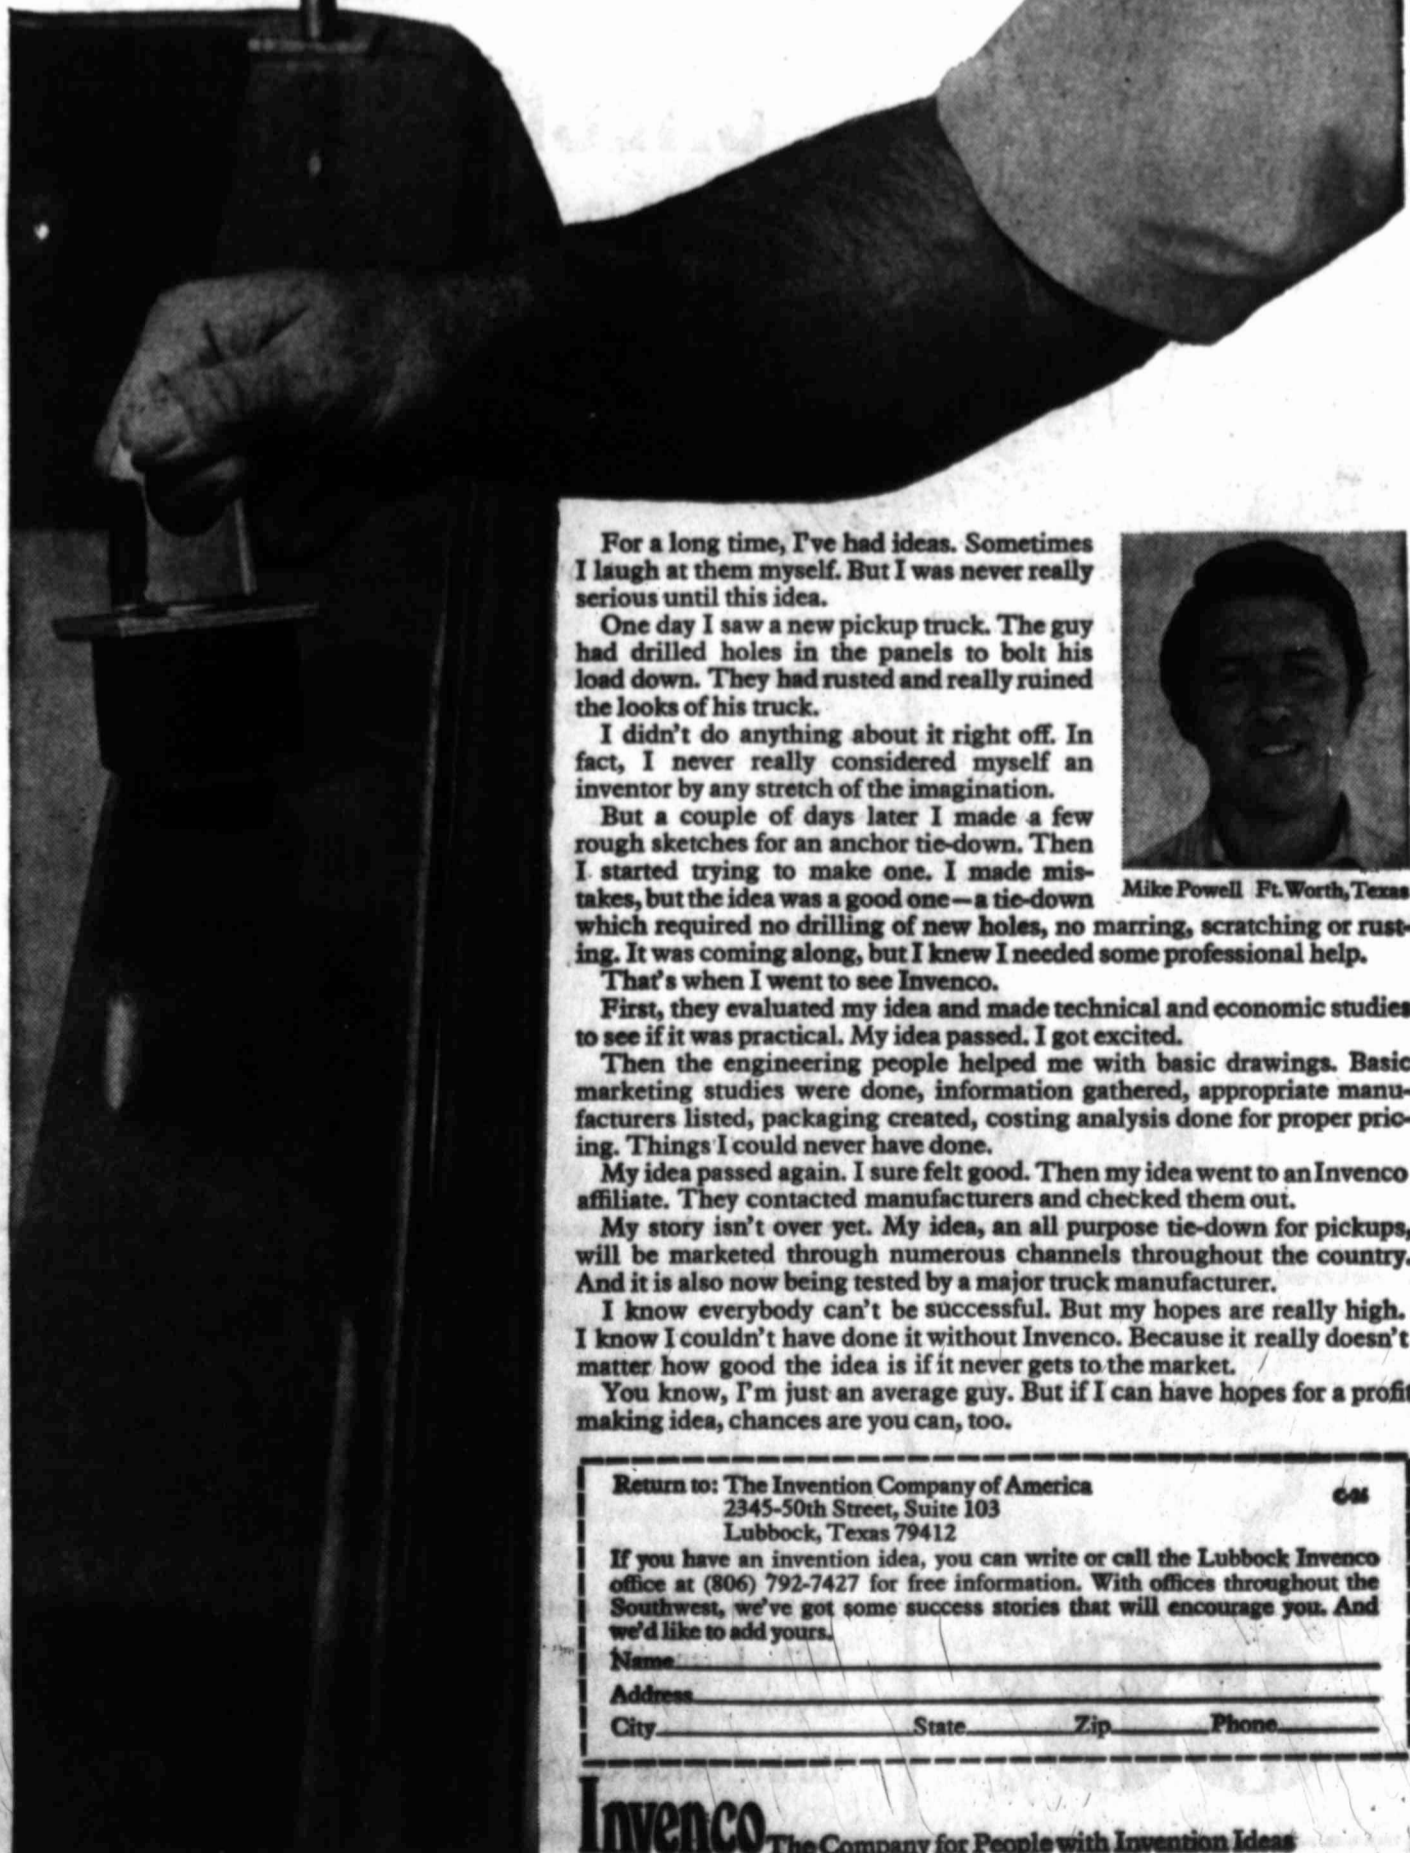 For a long time, I've had ideas. Sometimes
I laugh at them myself. But I was never really
serious until this idea.
One day I saw a new pickup truck. The guy
had drilled holes in the panels to bolt his
load down. They had rusted and really ruined
the looks of his truck.
I didn't do anything about it right off. In
fact, I never really considered myself an
inventor by any stretch of the imagination.
But a couple of days later I made a few
rough sketches for an anchor tie-down. Then
I started trying to make one. I made mis-
takes, but the idea was a good one—a tie-down
Mike Powell Ft. Worth, Texas
which required no drilling of new holes, no marring, scratching or rust-
ing. It was coming along, but I knew I needed some professional help.
That's when I went to see Invenco.
First, they evaluated my idea and made technical and economic studies
to see if it was practical. My idea passed. I got excited.
Then the engineering people helped me with basic drawings. Basic
marketing studies were done, information gathered, appropriate manu-
facturers listed, packaging created, costing analysis done for proper pric-
ing. Things I could never have done.
My idea passed again. I sure felt good. Then my idea went to an Invenco
affiliate. They contacted manufacturers and checked them out.
My story isn't over yet. My idea, an all purpose tie-down for pickups,
will be marketed through numerous channels throughout the country.
And it is also now being tested by a major truck manufacturer.
I know everybody can't be successful. But my hopes are really high.
I know I couldn't have done it without Invenco. Because it really doesn't
matter how good the idea is if it never gets to the market.
You know, I'm just an average guy. But if I can have hopes for a profit
making idea, chances are you can, too.
Return to: The Invention Company of America
2345-50th Street, Suite 103
Lubbock, Texas 79412
If you have an invention idea, you can write or call the Lubbock Invenco
office at (806) 792-7427 for free information. With offices throughout the
Southwest, we've got some success stories that will encourage you. And
we'd like to add yours.
Name
Address
City State Zip Phone
Invenco The Company for People with Invention Ideas